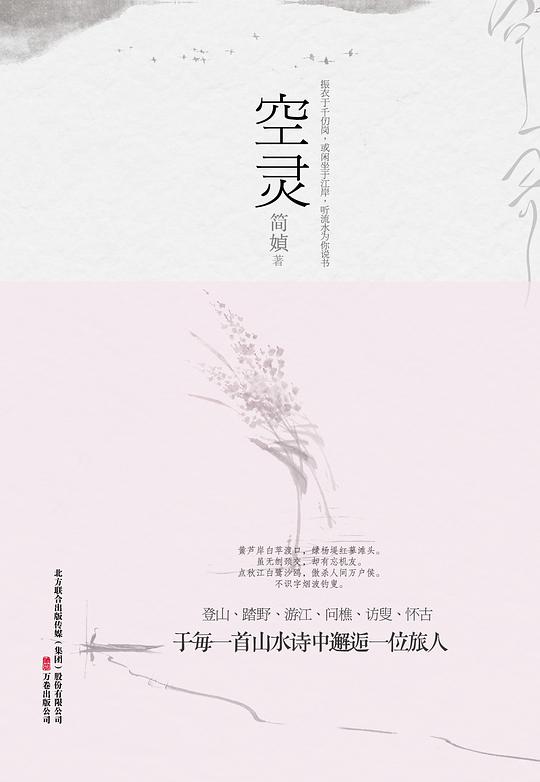 空灵
简媜 著
振衣于千仞岗，或闲坐于江岸，听流水为你说书
黄芦岸白苹渡口，绿杨堤红蓼滩头。
虽无刎颈交，却有忘机友。
点秋江白鹭沙鸥，傲杀人间万户侯。
不识字烟波钓叟。
登山、踏野、游江、问樵、访叟、怀古
于每一首山水诗中邂逅一位旅人
北方联合出版传媒（集团）股份有限公司
万卷出版公司